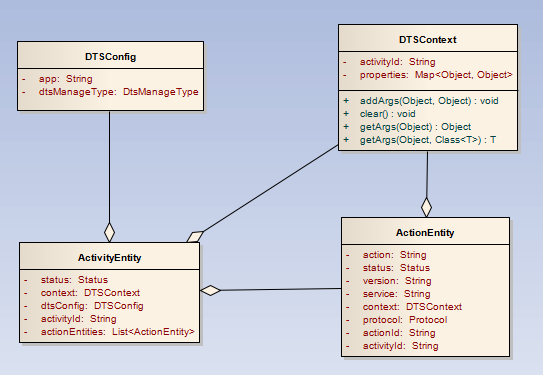 DTSConfig
- app: String
- dtsManageType: DtsManageType
DTSContext
- activityId: String
- properties: Map<Object, Object>
+ addArgs(Object, Object) : void
+ clear() : void
+ getArgs(Object) : Object
+ getArgs(Object, Class<T>) : T
ActivityEntity
- status: Status
- context: DTSContext
- dtsConfig: DTSConfig
- activityId: String
- actionEntities: List<ActionEntity>
ActionEntity
- action: String
- status: Status
- version: String
- service: String
- context: DTSContext
- protocol: Protocol
- actionId: String
- activityId: String